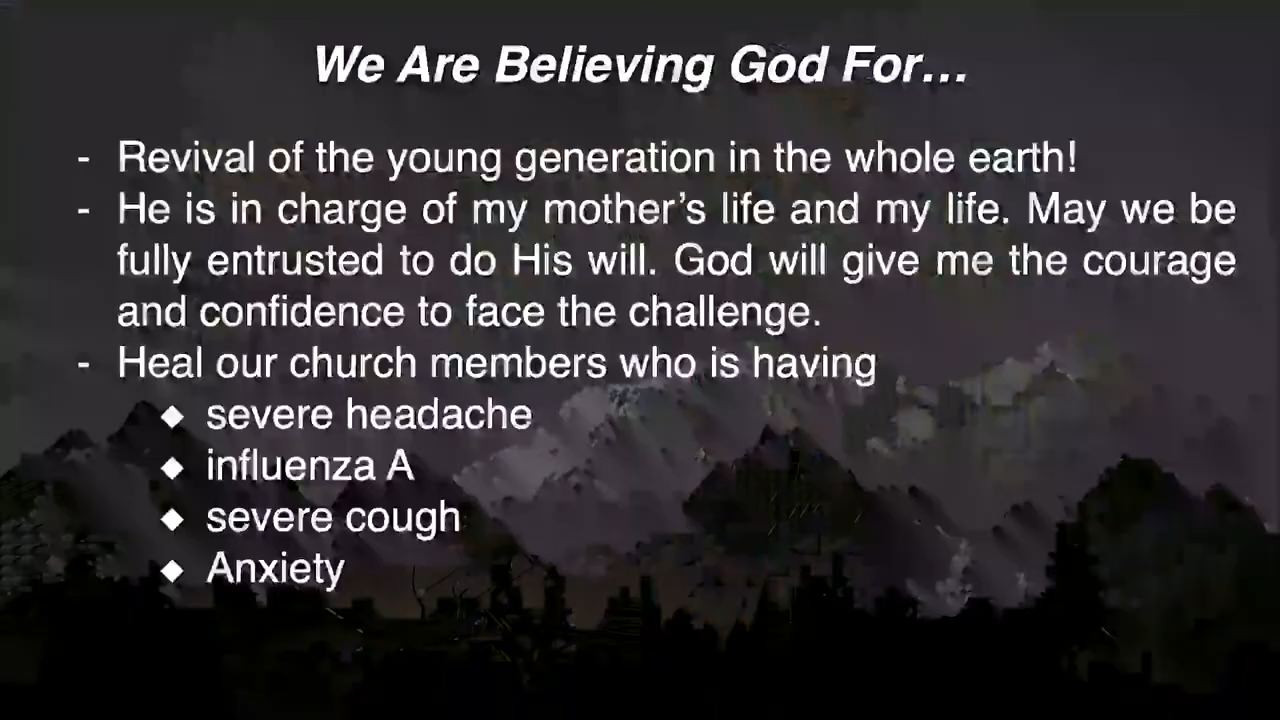 We Are Believing God For...
- Revival of the young generation in the whole earth!
- He is in charge of my mother's life and my life. May we be
fully entrusted to do His will. God will give me the courage
and confidence to face the challenge.
- Heal our church members who is having
◆ severe headache
◆ influenza A
◆ severe cough
◆ Anxiety